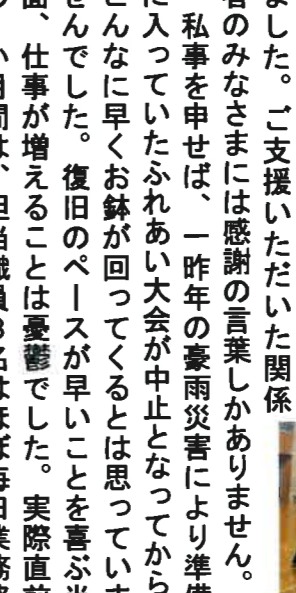 ました。ご支援いただいた関係
者のみなさまには感謝の言葉しかありません。
私事を申せば、一昨年の豪雨災害により準備
に入っていたふれあい大会が中止となってから
こんなに早くお鉢が回ってくるとは思っていま
せんでした。復旧のペースが早いことを喜ぶ半
面、仕事が増えることは憂鬱でした。実際直前